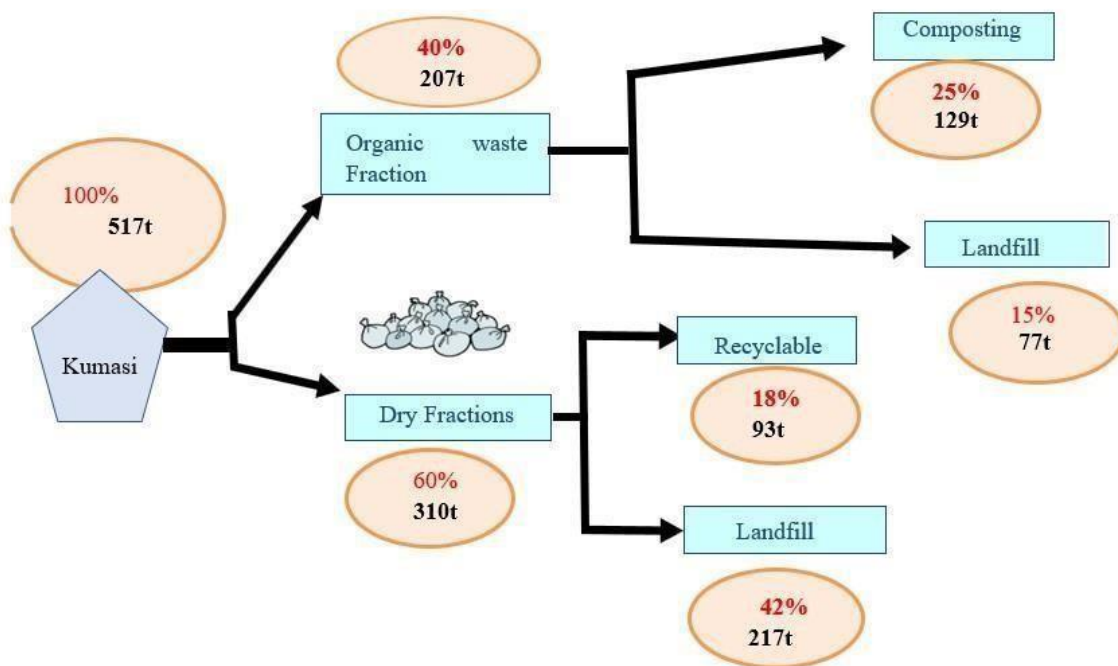 40%
207t
Composting
25%
129t
Organic waste
Fraction
100%
517t
Landfill
15%
77t
Kumasi
Recyclable
18%
93t
Dry Fractions
60%
310t
Landfill
42%
217t